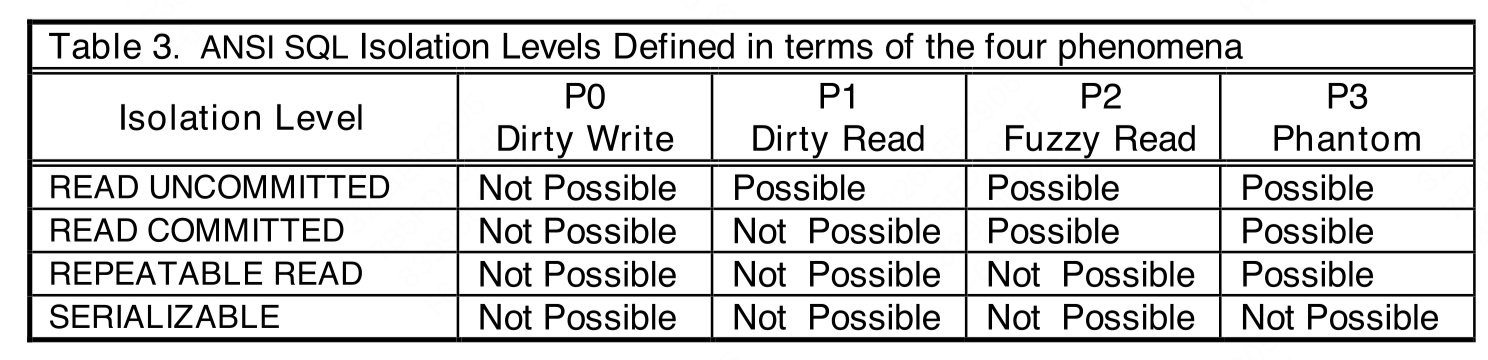 Table 3. ANSI SQL Isolation Levels Defined in terms of the four phenomena
Isolation Level P0 Dirty Write P1 Dirty Read P2 Fuzzy Read P3 Phantom
READ UNCOMMITTED Not Possible Possible Possible Possible
READ COMMITTED Not Possible Not Possible Possible Possible
REPEATABLE READ Not Possible Not Possible Not Possible Possible
SERIALIZABLE Not Possible Not Possible Not Possible Not Possible